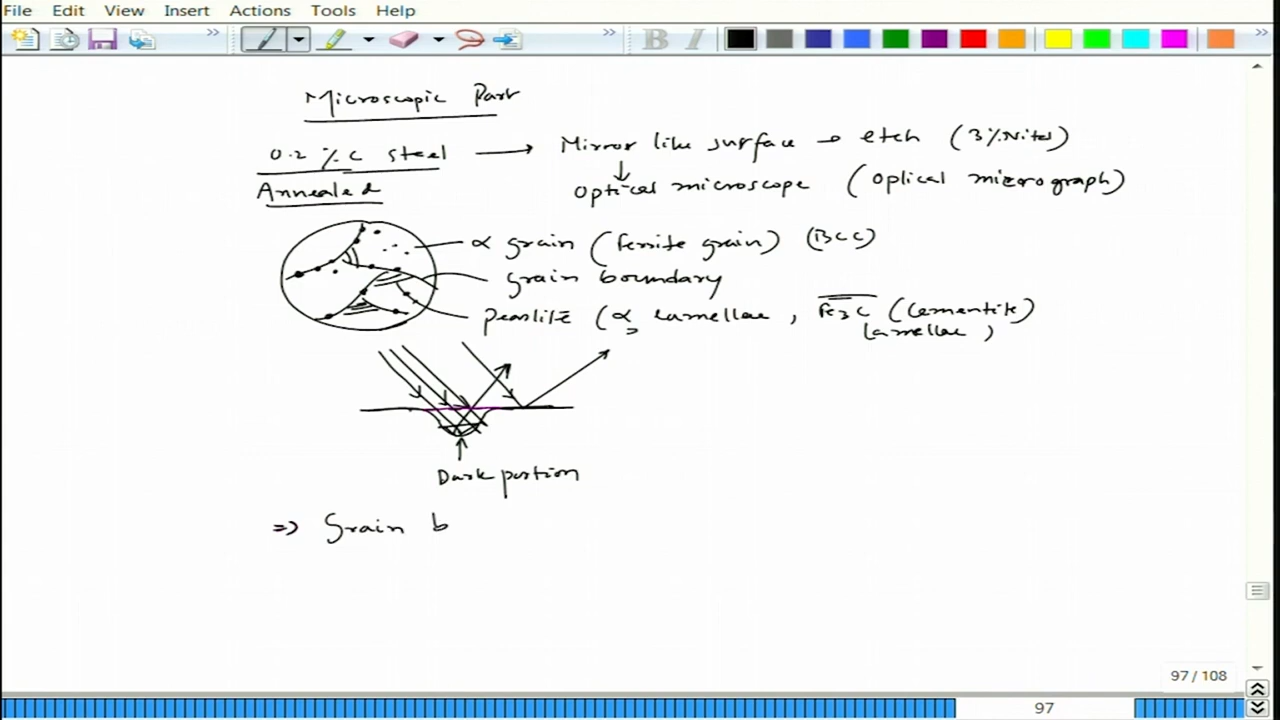 File Edit View Insert Actions Tools Help
Microscopic Part
0.2 % C steel → Mirror like surface → etch (3% Nital)
Annealed
↓
Optical microscope (Optical micrograph)
α grain (Ferrite grain) (BCC)
grain boundary
pearlite (α lamellae, Fe3C (cementite)
lamellae)
Dark portion
⇒ Grain b
97 / 108
97